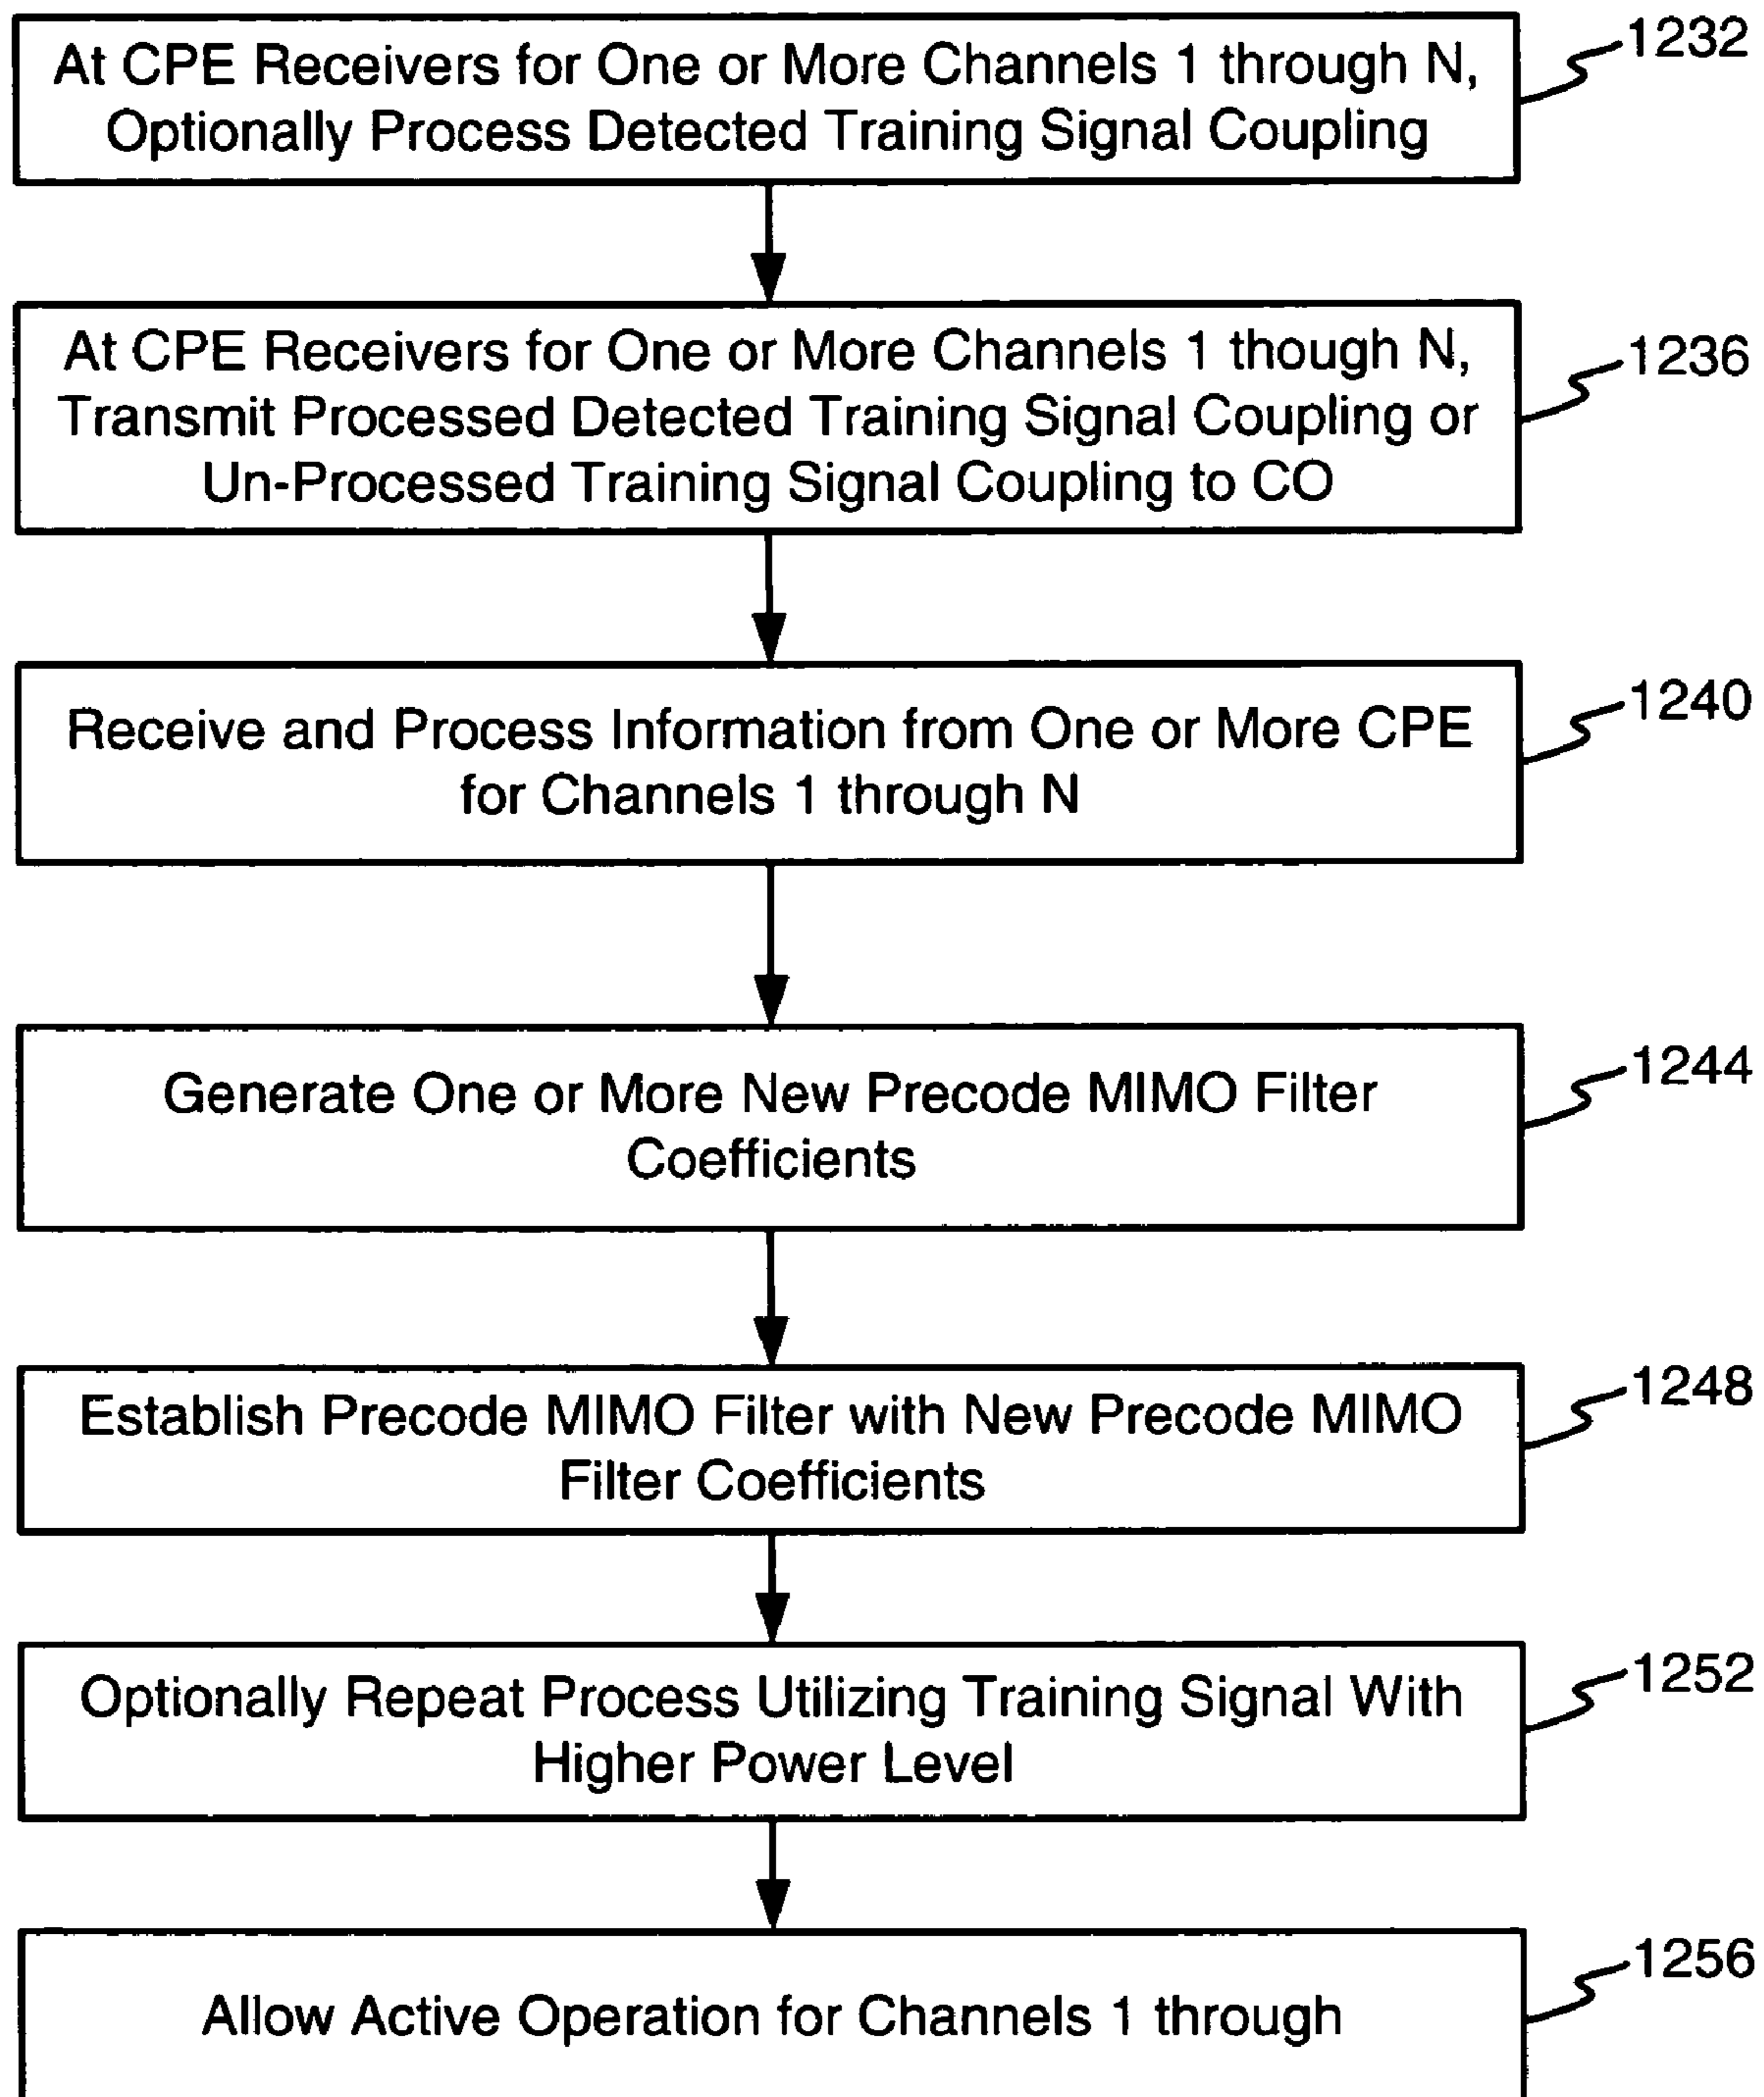 At CPE Receivers for One or More Channels 1 through N,
Optionally Process Detected Training Signal Coupling
1232
At CPE Receivers for One or More Channels 1 though N,
Transmit Processed Detected Training Signal Coupling or
Un-Processed Training Signal Coupling to CO
1236
Receive and Process Information from One or More CPE
for Channels 1 through N
1240
Generate One or More New Precode MIMO Filter
Coefficients
1244
Establish Precode MIMO Filter with New Precode MIMO
Filter Coefficients
1248
Optionally Repeat Process Utilizing Training Signal With
Higher Power Level
1252
Allow Active Operation for Channels 1 through
1256